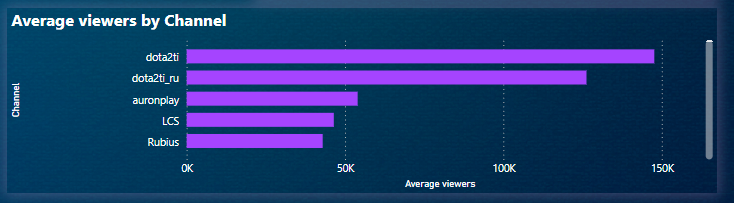 Average viewers by Channel
Channel
dota2ti
dota2ti_ru
auronplay
LCS
Rubius
0K 50K 100K 150K
Average viewers